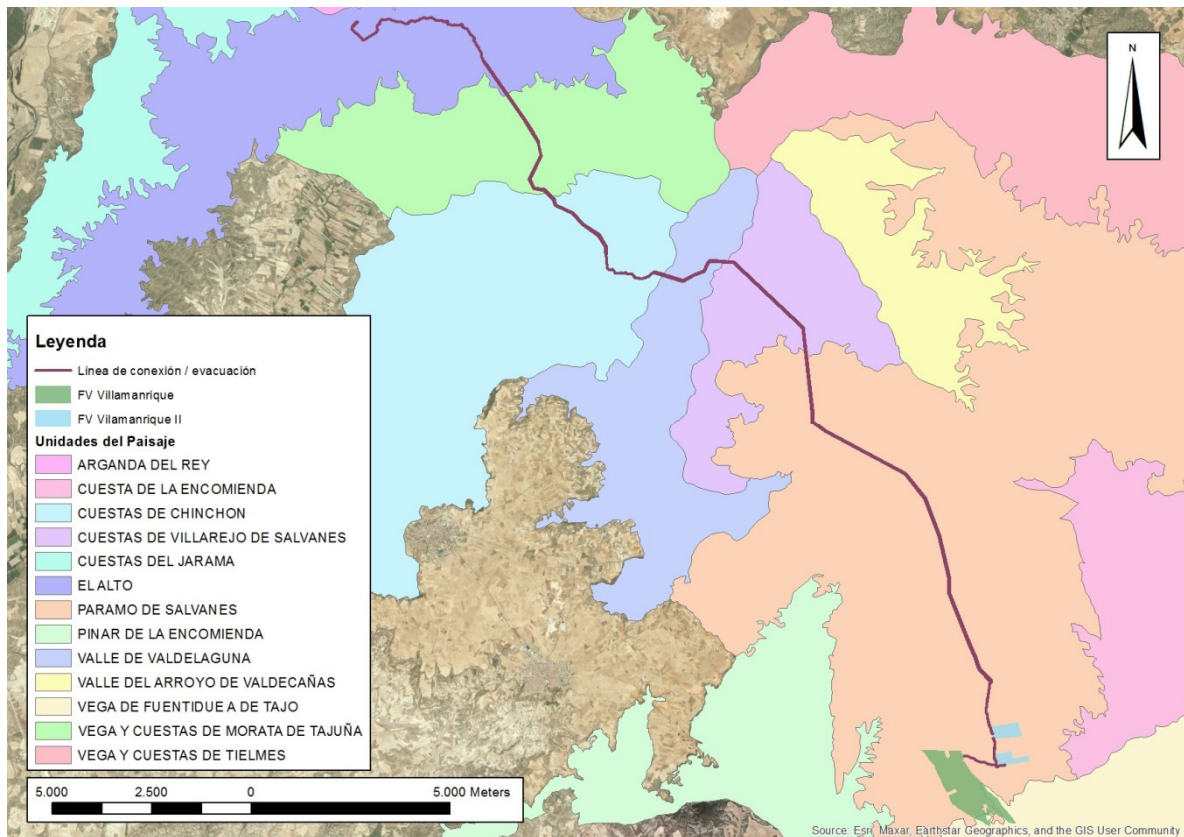 N
Leyenda
Línea de conexión / evacuación
FV Villamanrique
FV Vilamanrique II
Unidades del Paisaje
ARGANDA DEL REY
CUESTA DE LA ENCOMIENDA
CUESTAS DE CHINCHON
CUESTAS DE VILLAREJO DE SALVANES
CUESTAS DEL JARAMA
EL ALTO
PARAMO DE SALVANES
PINAR DE LA ENCOMIENDA
VALLE DE VALDELAGUNA
VALLE DEL ARROYO DE VALDECAÑAS
VEGA DE FUENTIDUE A DE TAJO
VEGA Y CUESTAS DE MORATA DE TAJUÑA
VEGA Y CUESTAS DE TIELMES
5.000 2.500 0 5.000 Meters
Source: Esri, Maxar, Earthstar Geographics, and the GIS User Community